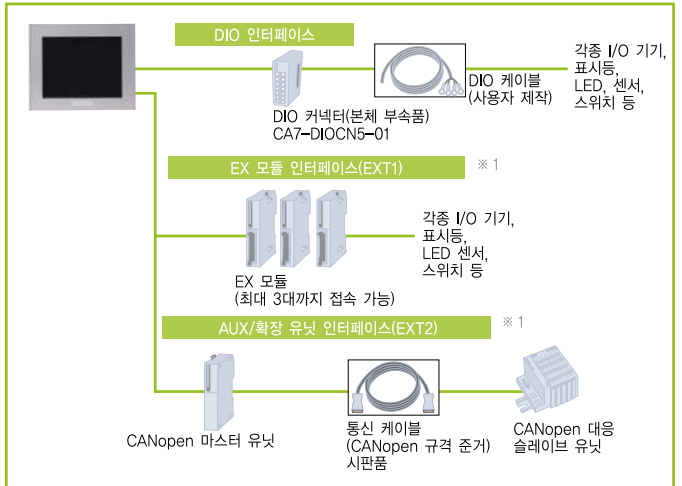 DIO 인터페이스
DIO 커넥터(본체 부속품)
CA7-DIOCN5-01
DIO 케이블
(사용자 제작)
각종 I/O 기기,
표시등,
LED, 센서,
스위치 등
EX 모듈 인터페이스(EXT1)
※ 1
EX 모듈
(최대 3대까지 접속 가능)
각종 I/O 기기,
표시등,
LED 센서,
스위치 등
AUX/확장 유닛 인터페이스(EXT2)
※ 1
CANopen 마스터 유닛
통신 케이블
(CANopen 규격 준거)
시판품
CANopen 대응
슬레이브 유닛